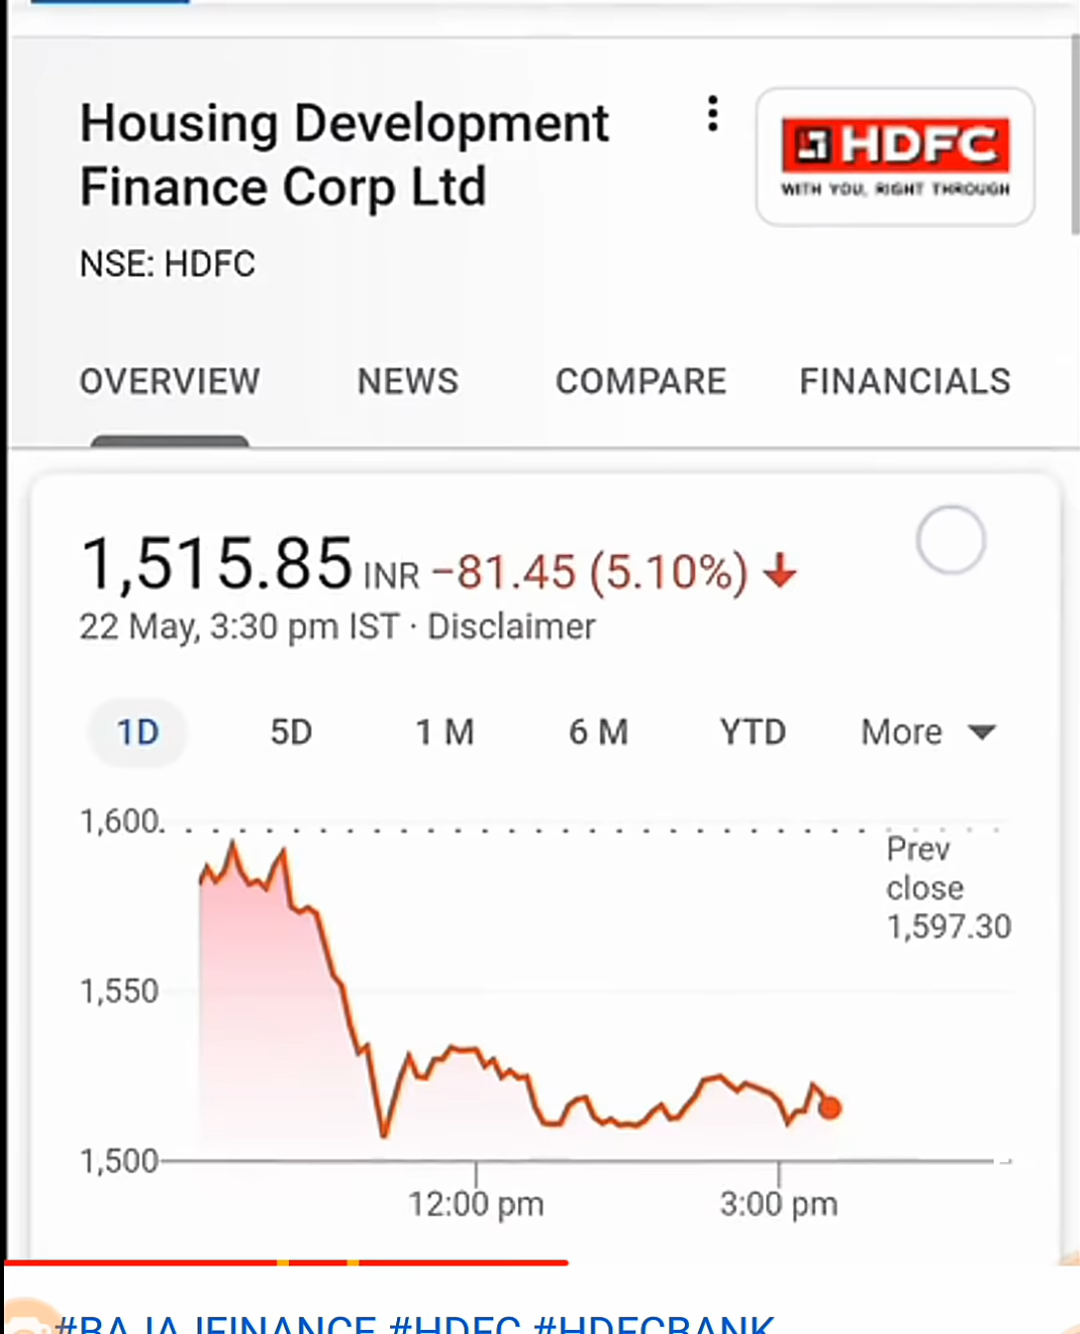 Housing Development
Finance Corp Ltd
NSE: HDFC
HDFC
WITH YOU, RIGHT THROUGH
OVERVIEW NEWS COMPARE FINANCIALS
1,515.85 INR −81.45 (5.10%)
22 May, 3:30 pm IST · Disclaimer
1D 5D 1 M 6 M YTD More
1,600
Prev
close
1,597.30
1,550
1,500
12:00 pm 3:00 pm
#BAJAJFINANCE #HDFC #HDFCBANK